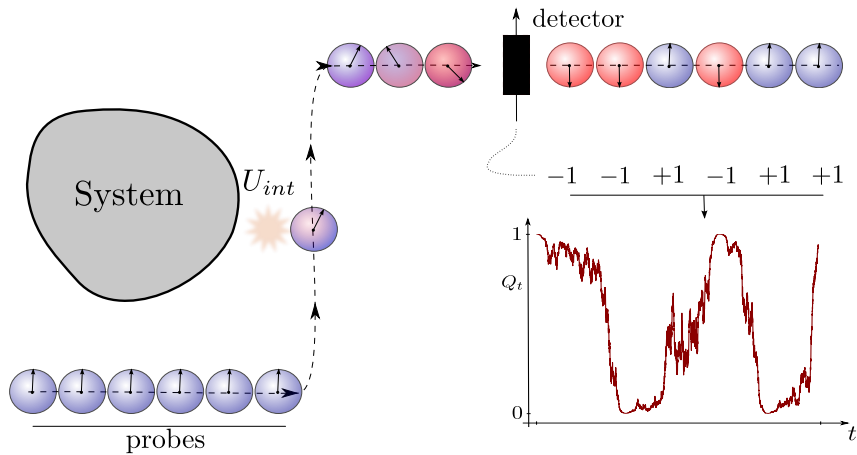 detector
System
U_int
−1 −1 +1 −1 +1 +1
1
Q_t
0
t
probes